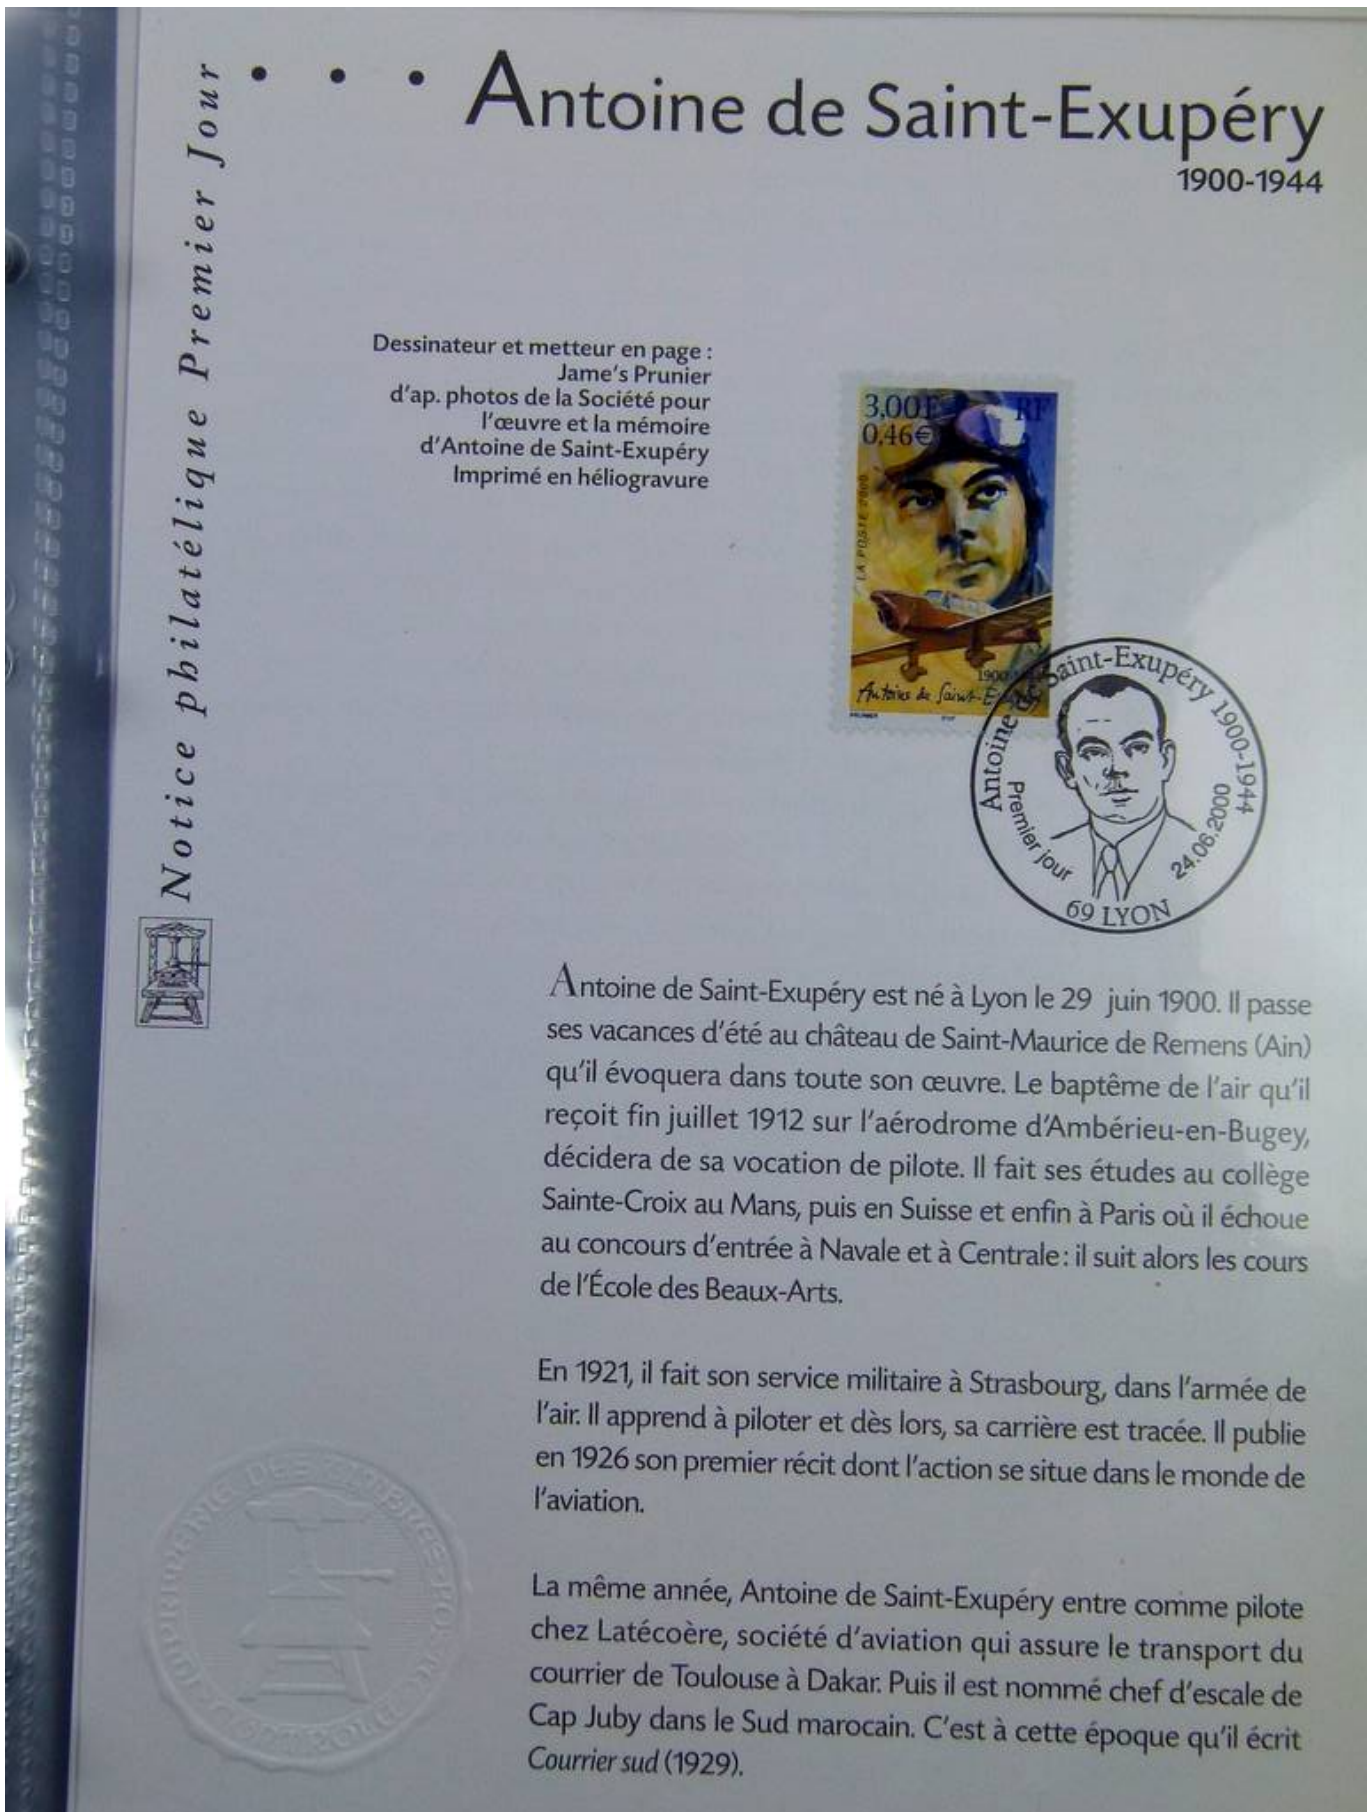 Notice philatélique Premier Jour
Antoine de Saint-Exupéry
1900-1944
Dessinateur et metteur en page :
Jame's Prunier
d'ap. photos de la Société pour
l'œuvre et la mémoire
d'Antoine de Saint-Exupéry
Imprimé en héliogravure
3,00F RF
0,46€
LA POSTE 2000
Antoine de Saint-Exupéry 1900-1944
Premier jour
24.06.2000
69 LYON
Antoine de Saint-Exupéry est né à Lyon le 29 juin 1900. Il passe
ses vacances d'été au château de Saint-Maurice de Remens (Ain)
qu'il évoquera dans toute son œuvre. Le baptême de l'air qu'il
reçoit fin juillet 1912 sur l'aérodrome d'Ambérieu-en-Bugey,
décidera de sa vocation de pilote. Il fait ses études au collège
Sainte-Croix au Mans, puis en Suisse et enfin à Paris où il échoue
au concours d'entrée à Navale et à Centrale : il suit alors les cours
de l'École des Beaux-Arts.
En 1921, il fait son service militaire à Strasbourg, dans l'armée de
l'air. Il apprend à piloter et dès lors, sa carrière est tracée. Il publie
en 1926 son premier récit dont l'action se situe dans le monde de
l'aviation.
La même année, Antoine de Saint-Exupéry entre comme pilote
chez Latécoère, société d'aviation qui assure le transport du
courrier de Toulouse à Dakar. Puis il est nommé chef d'escale de
Cap Juby dans le Sud marocain. C'est à cette époque qu'il écrit
Courrier sud (1929).